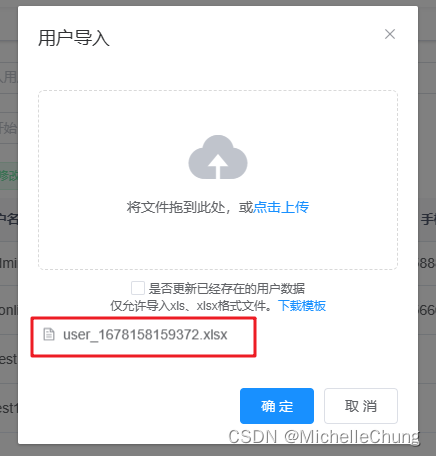 用户导入
将文件拖到此处，或点击上传
是否更新已经存在的用户数据
仅允许导入xls、xlsx格式文件。下载模板
user_1678158159372.xlsx
确 定
取 消
CSDN @MichelleChung